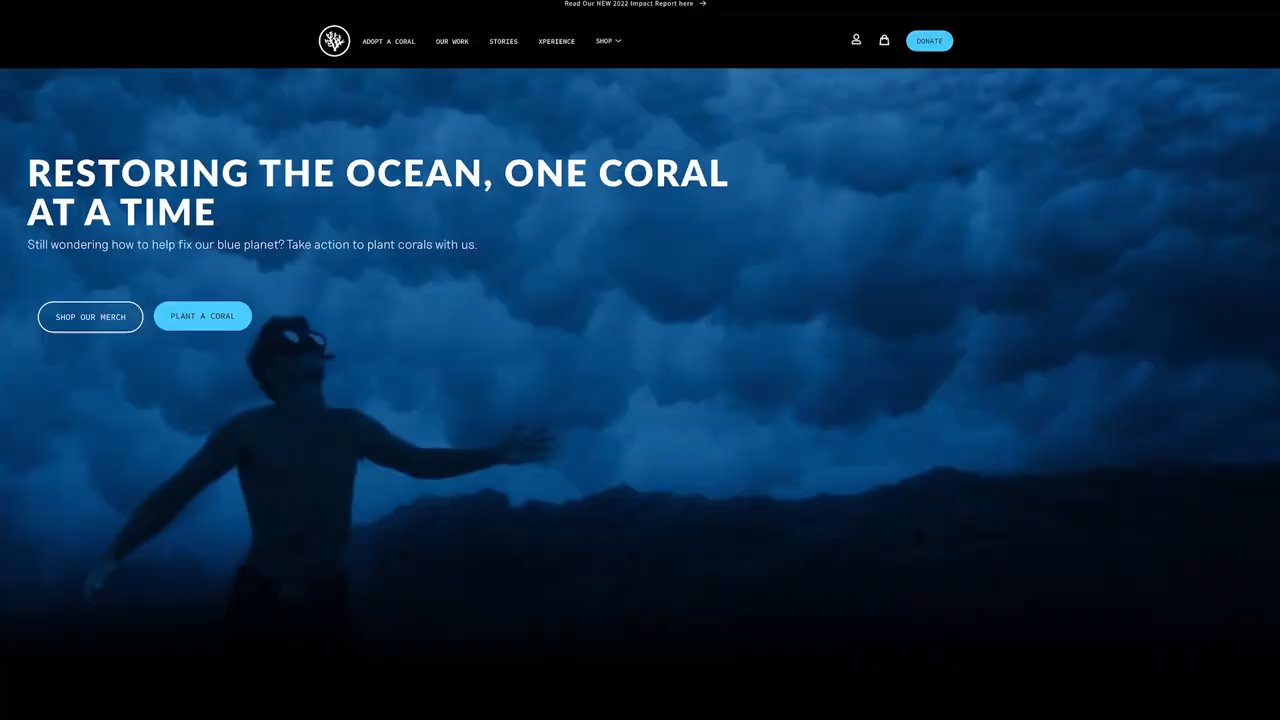 Read Our NEW 2022 Impact Report here →
ADOPT A CORAL OUR WORK STORIES XPERIENCE SHOP DONATE
RESTORING THE OCEAN, ONE CORAL
AT A TIME
Still wondering how to help fix our blue planet? Take action to plant corals with us.
SHOP OUR MERCH PLANT A CORAL